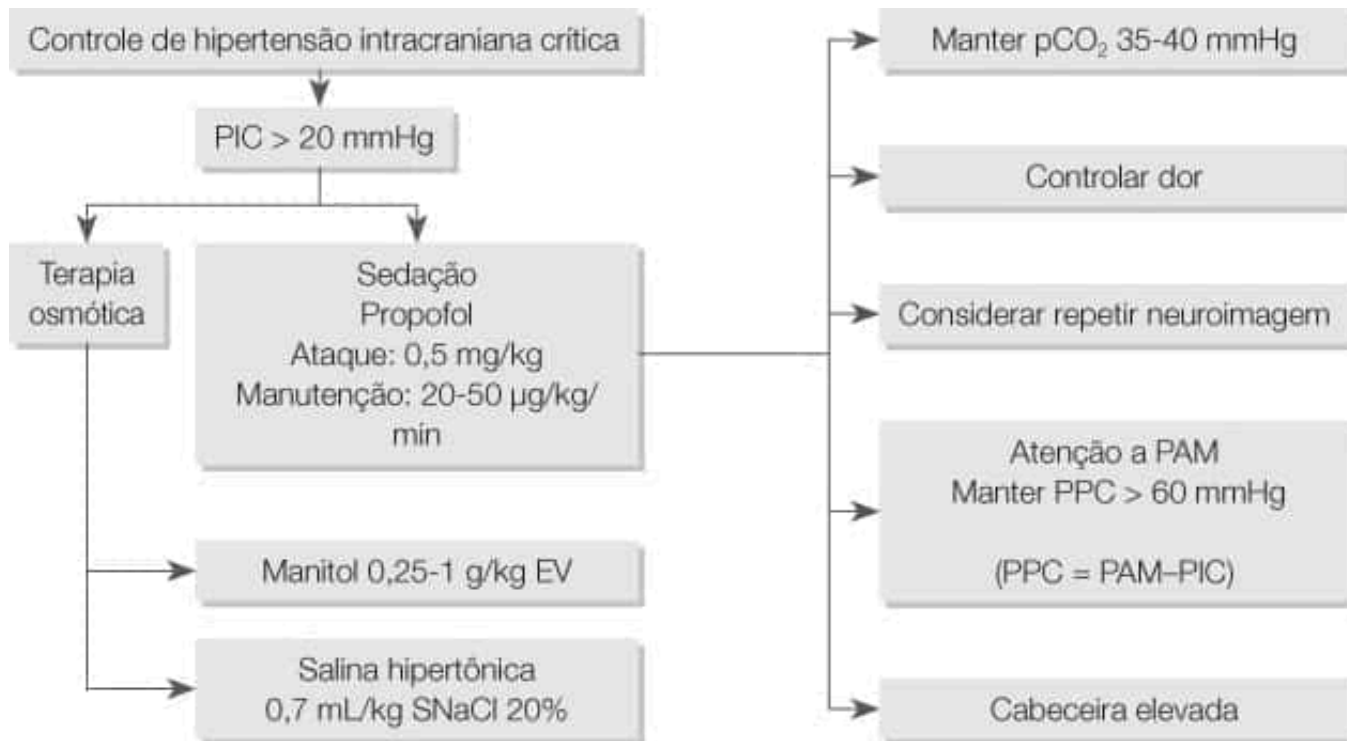 Controle de hipertensão intracraniana crítica
PIC > 20 mmHg
Terapia
osmótica
Sedação
Propofol
Ataque: 0,5 mg/kg
Manutenção: 20-50 µg/kg/
min
Manitol 0,25-1 g/kg EV
Salina hipertônica
0,7 mL/kg SNaCl 20%
Manter pCO₂ 35-40 mmHg
Controlar dor
Considerar repetir neuroimagem
Atenção a PAM
Manter PPC > 60 mmHg
(PPC = PAM–PIC)
Cabeceira elevada